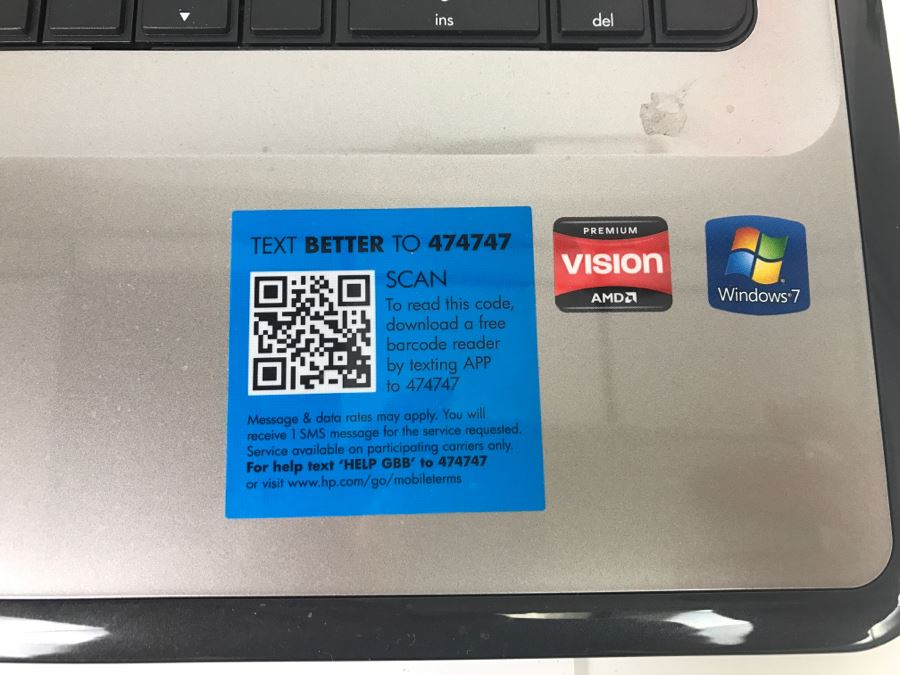 ▼
ins
del
TEXT BETTER TO 474747
SCAN
To read this code,
download a free
barcode reader
by texting APP
to 474747
Message & data rates may apply. You will
receive 1 SMS message for the service requested.
Service available on participating carriers only.
For help text ‘HELP GBB’ to 474747
or visit www.hp.com/go/mobileterms
PREMIUM
VISION
AMD
Windows® 7